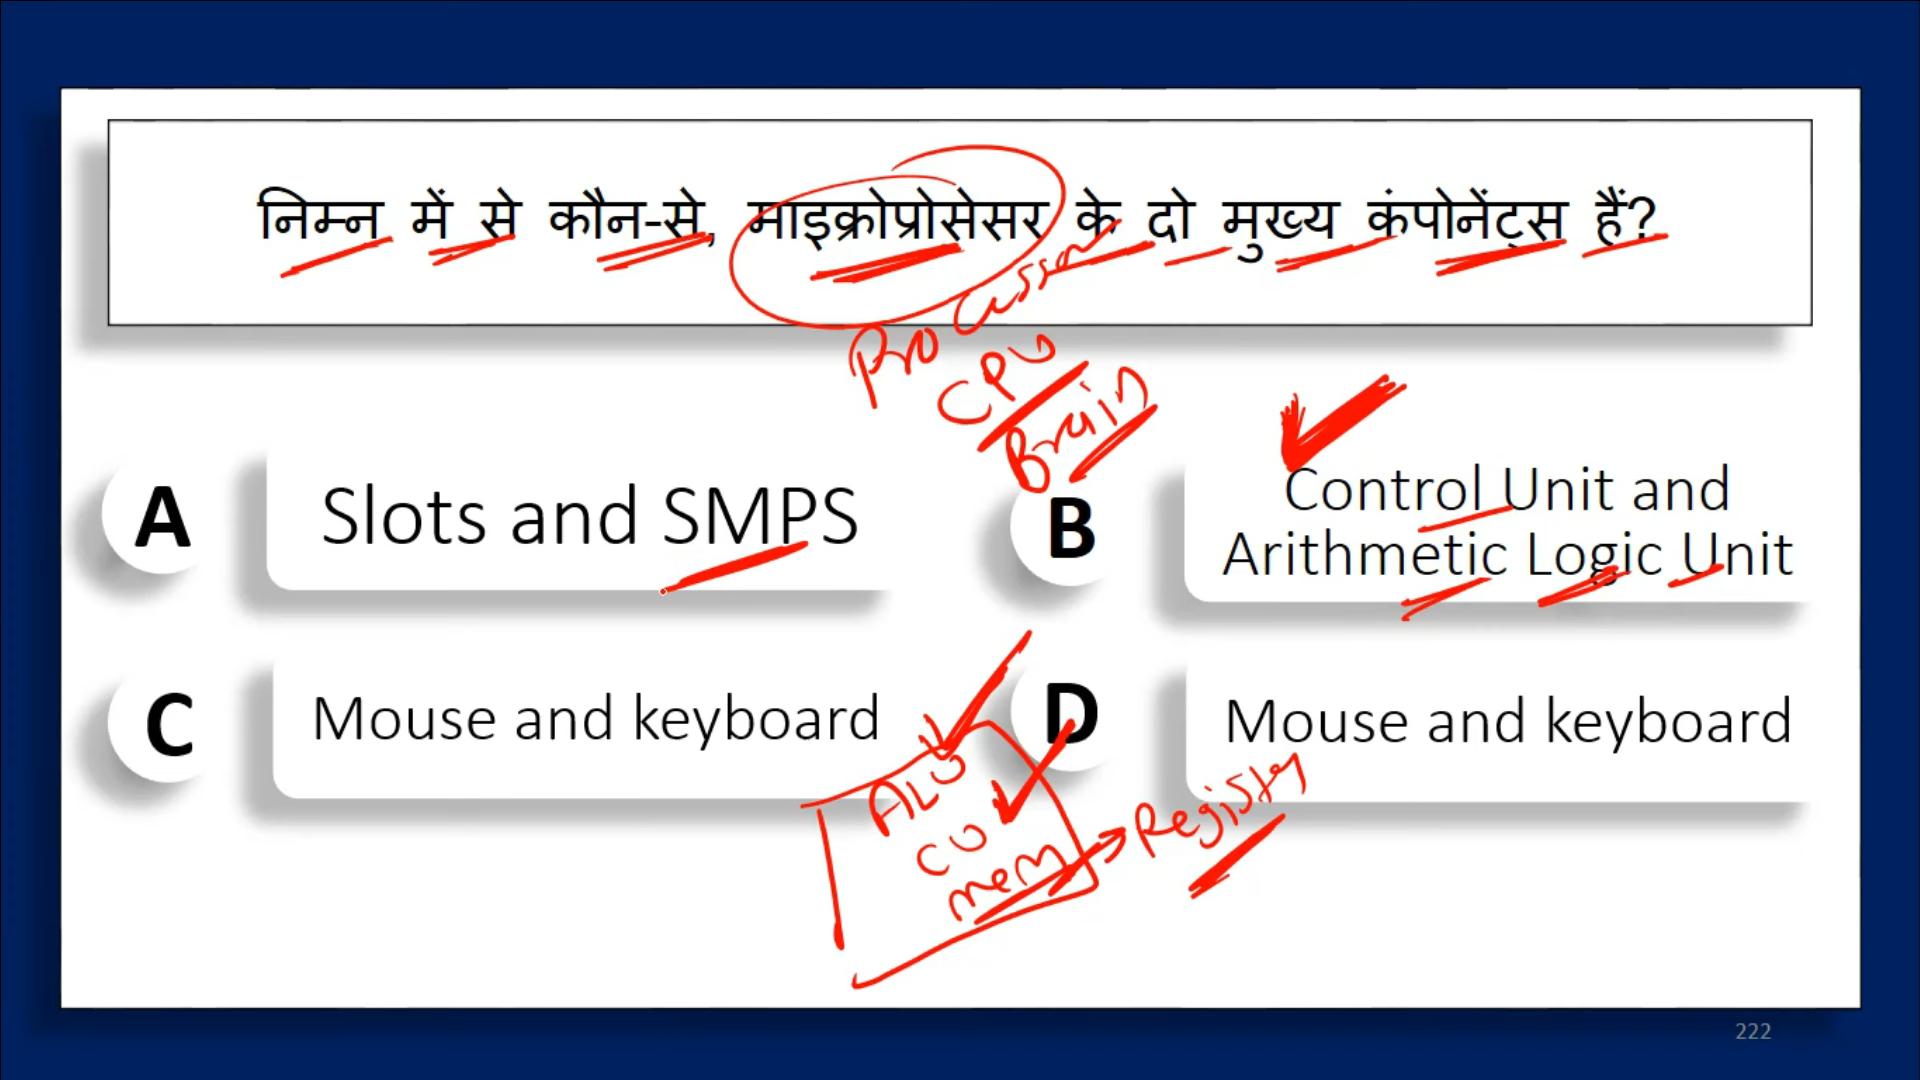 निम्न में से कौन-से, माइक्रोप्रोसेसर के दो मुख्य कंपोनेंट्स हैं?
Processor
CPU
Brain
A
Slots and SMPS
B
Control Unit and
Arithmetic Logic Unit
C
Mouse and keyboard
D
Mouse and keyboard
ALU
CU
mem
Registry
222